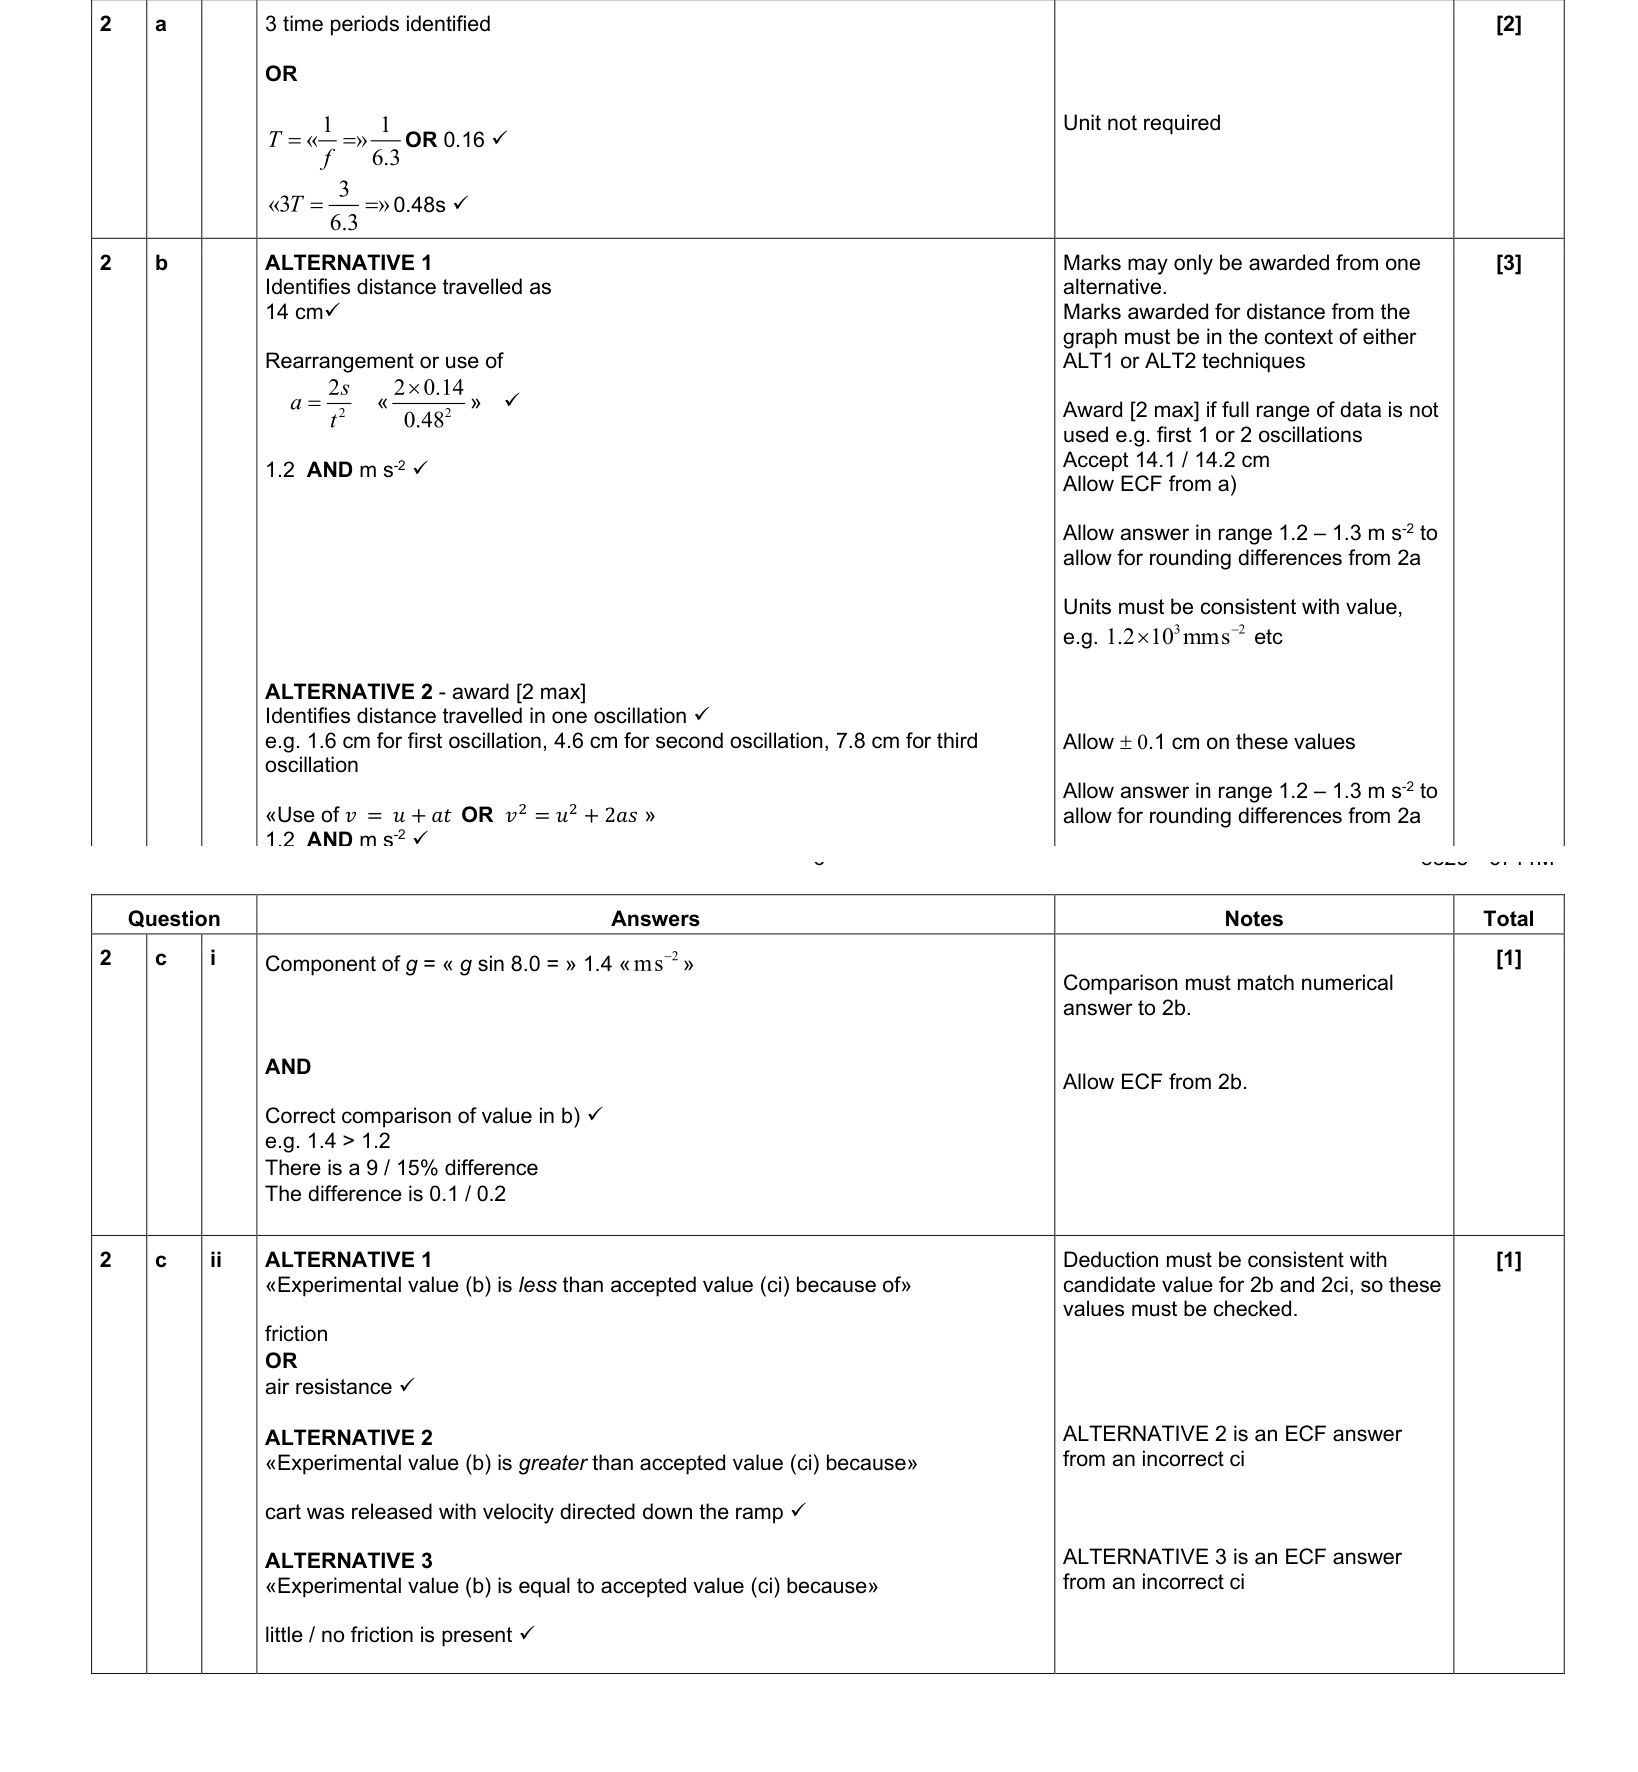 2 a 3 time periods identified [2]
OR
T = «1/f =» 1/6.3 OR 0.16 ✓ Unit not required
«3T = 3/6.3 =» 0.48s ✓
2 b ALTERNATIVE 1 Marks may only be awarded from one [3]
Identifies distance travelled as alternative.
14 cm✓ Marks awarded for distance from the
graph must be in the context of either
Rearrangement or use of ALT1 or ALT2 techniques
a = 2s/t² «2×0.14/0.48²» ✓
Award [2 max] if full range of data is not
used e.g. first 1 or 2 oscillations
1.2 AND m s⁻² ✓ Accept 14.1 / 14.2 cm
Allow ECF from a)
Allow answer in range 1.2 – 1.3 m s⁻² to
allow for rounding differences from 2a
Units must be consistent with value,
e.g. 1.2×10³ mm s⁻² etc
ALTERNATIVE 2 - award [2 max]
Identifies distance travelled in one oscillation ✓
e.g. 1.6 cm for first oscillation, 4.6 cm for second oscillation, 7.8 cm for third Allow ± 0.1 cm on these values
oscillation
Allow answer in range 1.2 – 1.3 m s⁻² to
«Use of v = u + at OR v² = u² + 2as » allow for rounding differences from 2a
1.2 AND m s⁻² ✓
Question Answers Notes Total
2 c i Component of g = « g sin 8.0 = » 1.4 «m s⁻²» [1]
Comparison must match numerical
answer to 2b.
AND
Allow ECF from 2b.
Correct comparison of value in b) ✓
e.g. 1.4 > 1.2
There is a 9 / 15% difference
The difference is 0.1 / 0.2
2 c ii ALTERNATIVE 1 Deduction must be consistent with [1]
«Experimental value (b) is less than accepted value (ci) because of» candidate value for 2b and 2ci, so these
values must be checked.
friction
OR
air resistance ✓
ALTERNATIVE 2 ALTERNATIVE 2 is an ECF answer
«Experimental value (b) is greater than accepted value (ci) because» from an incorrect ci
cart was released with velocity directed down the ramp ✓
ALTERNATIVE 3 ALTERNATIVE 3 is an ECF answer
«Experimental value (b) is equal to accepted value (ci) because» from an incorrect ci
little / no friction is present ✓